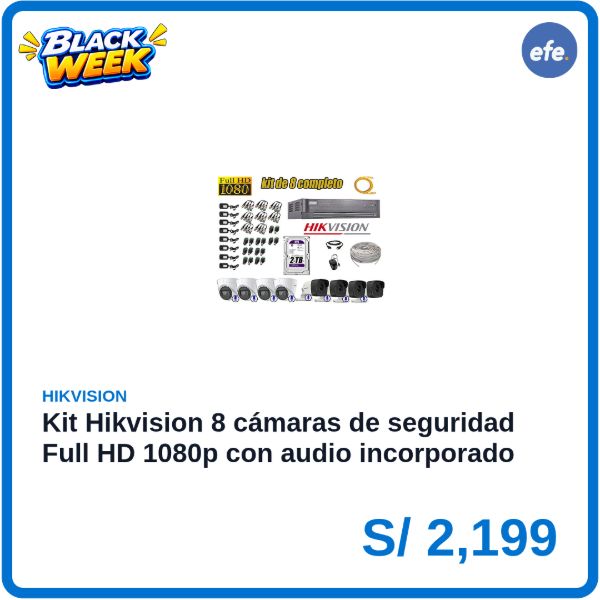 BLACK
WEEK
efe.
Full HD
1080
kit de 8 completo
HIKVISION
2TB
HIKVISION
Kit Hikvision 8 cámaras de seguridad
Full HD 1080p con audio incorporado
S/ 2,199